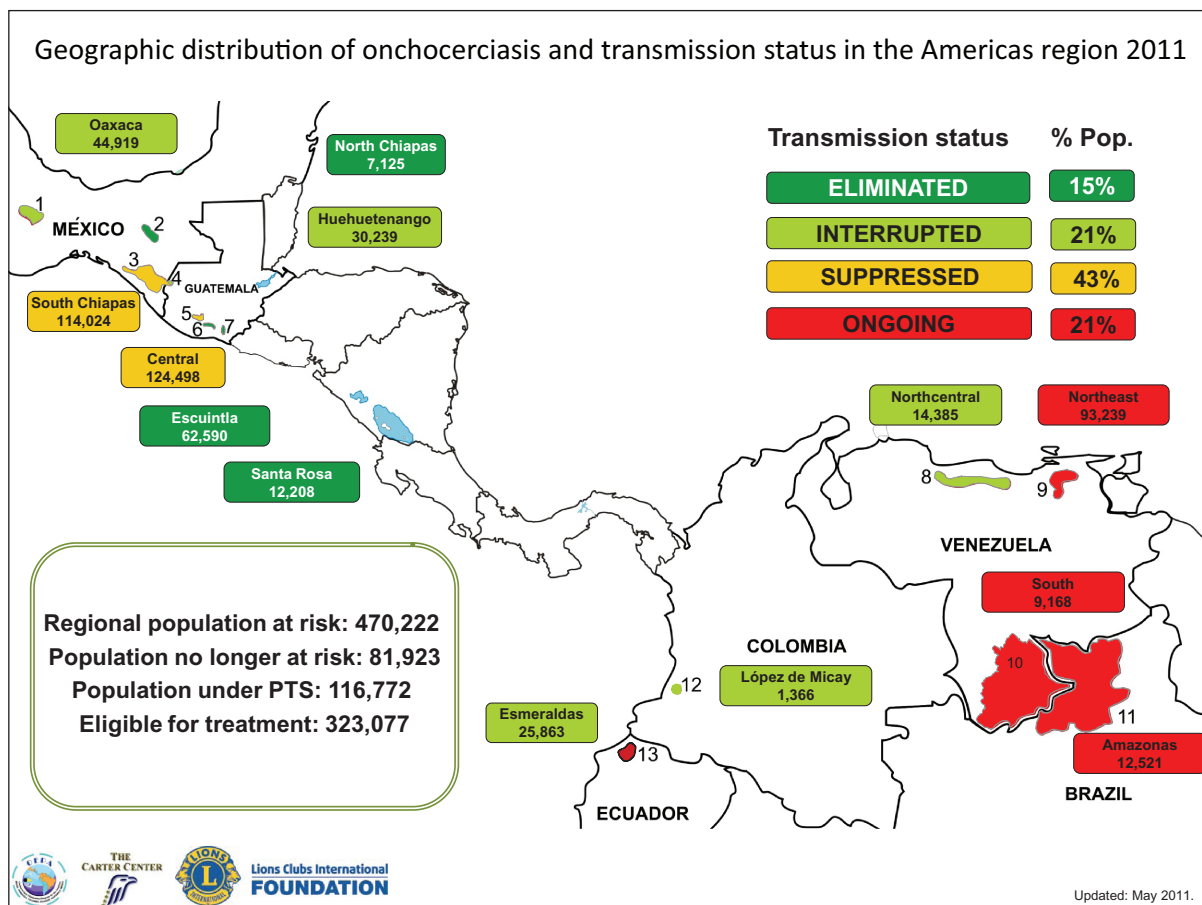 Geographic distribution of onchocerciasis and transmission status in the Americas region 2011
Oaxaca
44,919
North Chiapas
7,125
Transmission status
% Pop.
ELIMINATED
15%
INTERRUPTED
21%
SUPPRESSED
43%
ONGOING
21%
1
MÉXICO
2
Huehuetenango
30,239
3
4
GUATEMALA
South Chiapas
114,024
5
6
7
Central
124,498
Escuintla
62,590
Santa Rosa
12,208
Northcentral
14,385
Northeast
93,239
8
9
VENEZUELA
South
9,168
10
11
COLOMBIA
López de Micay
1,366
12
Esmeraldas
25,863
13
ECUADOR
Amazonas
12,521
BRAZIL
Regional population at risk: 470,222
Population no longer at risk: 81,923
Population under PTS: 116,772
Eligible for treatment: 323,077
OEPA
THE
CARTER CENTER
LIONS
L
INTERNATIONAL
Lions Clubs International
FOUNDATION
Updated: May 2011.